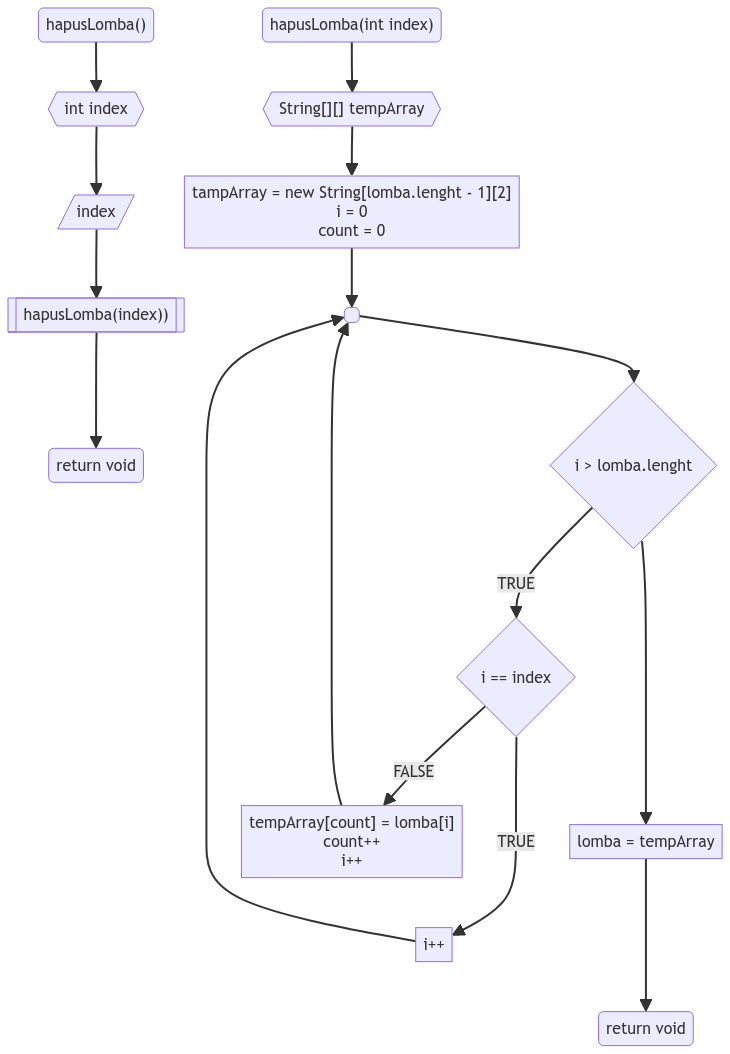 hapusLomba()
int index
index
hapusLomba(index))
return void
hapusLomba(int index)
String[][] tempArray
tampArray = new String[lomba.lenght - 1][2]
i = 0
count = 0
i > lomba.lenght
TRUE
i == index
FALSE
tempArray[count] = lomba[i]
count++
i++
TRUE
i++
lomba = tempArray
return void